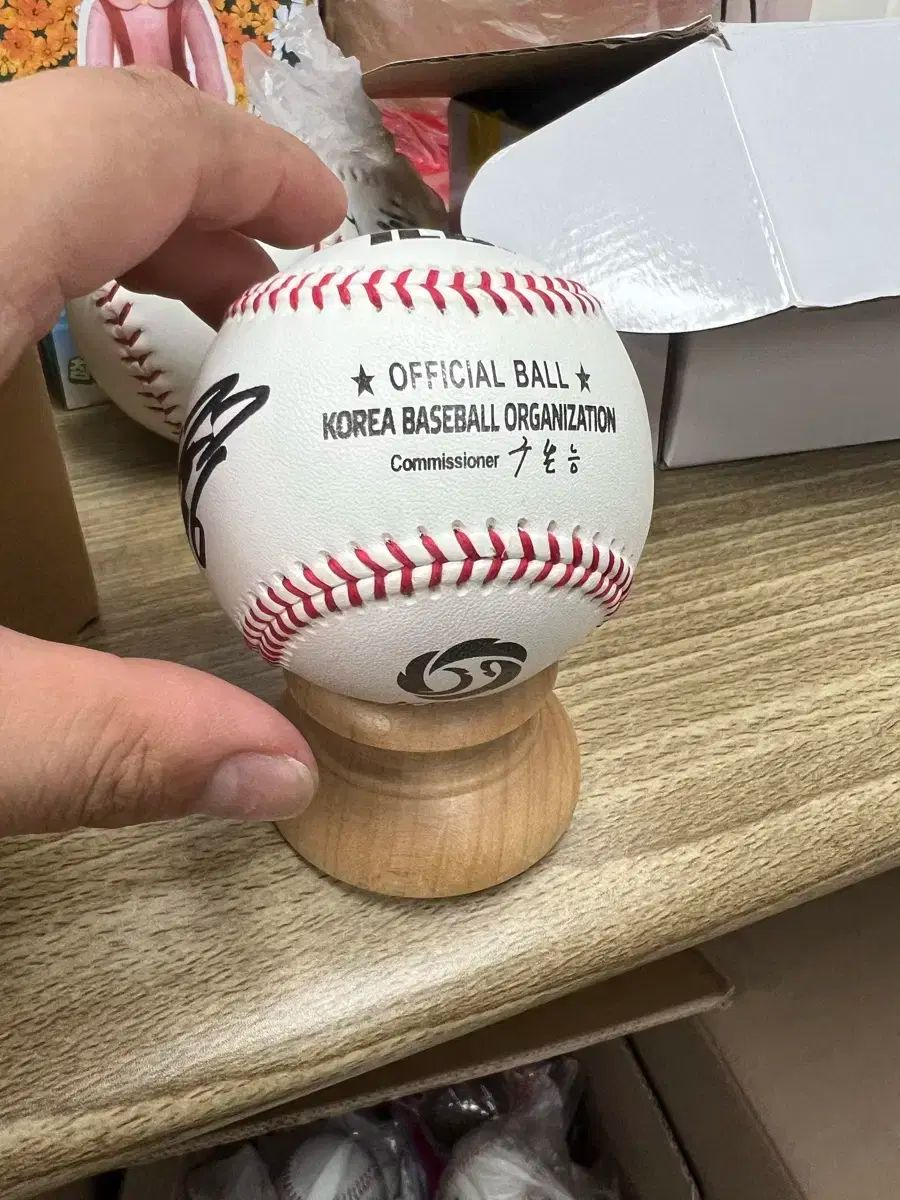 ★ OFFICIAL BALL ★
KOREA BASEBALL ORGANIZATION
Commissioner 구본능